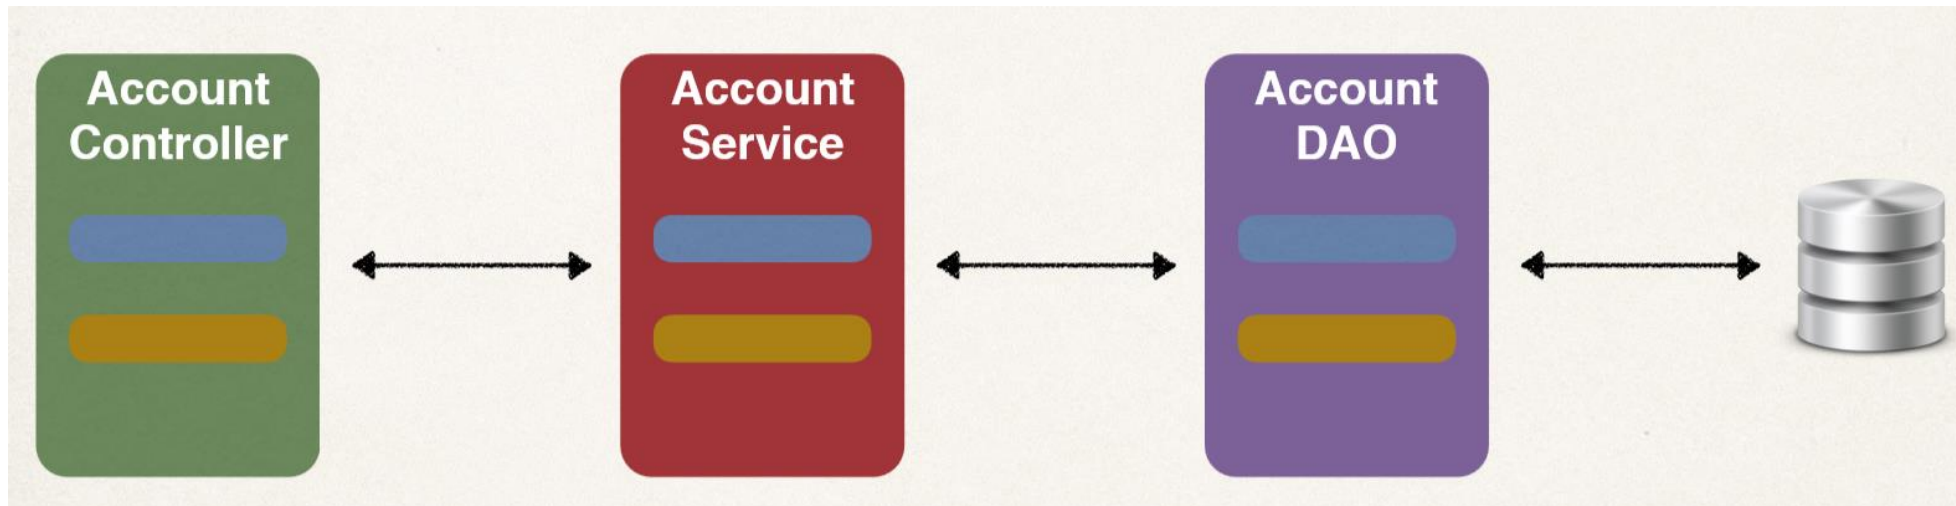 Account
Controller
Account
Service
Account
DAO